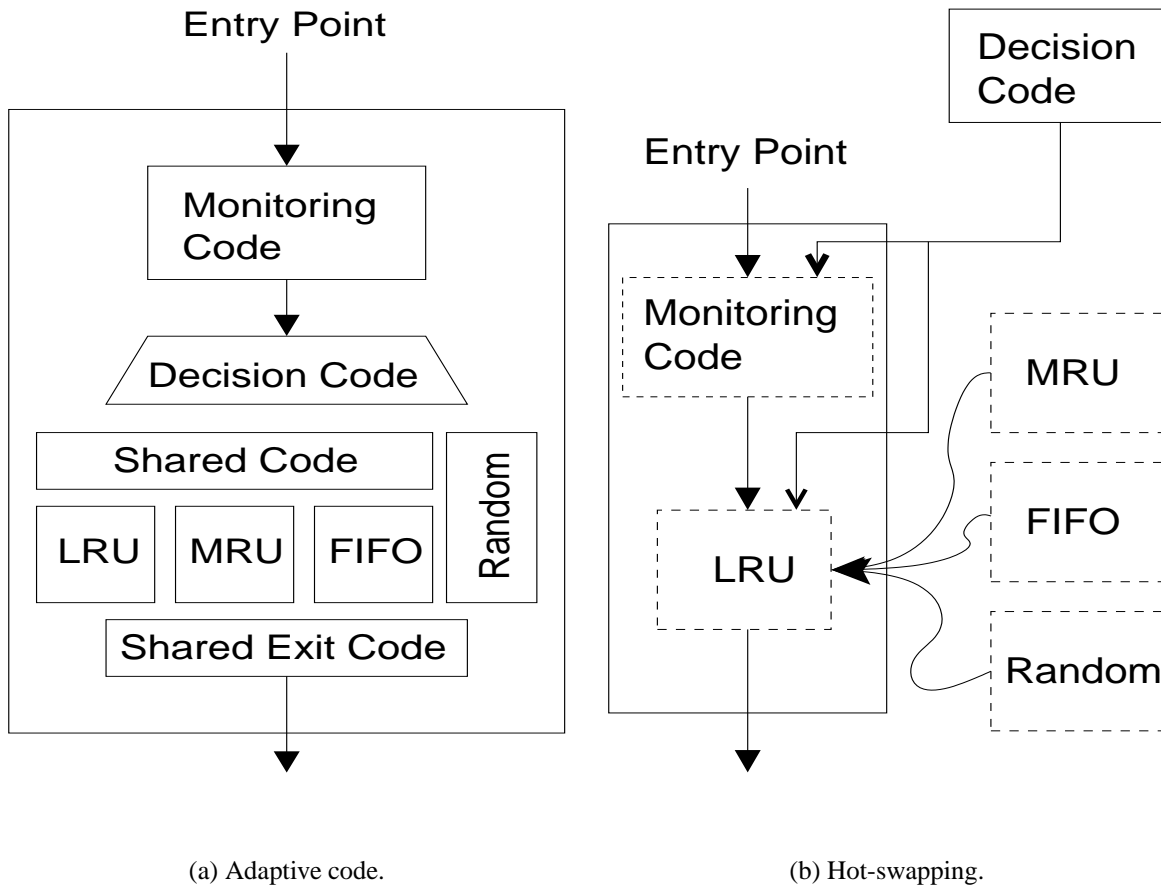 Entry Point
Monitoring
Code
Decision Code
Shared Code
Random
LRU
MRU
FIFO
Shared Exit Code
(a) Adaptive code.
Decision
Code
Entry Point
Monitoring
Code
LRU
MRU
FIFO
Random
(b) Hot-swapping.